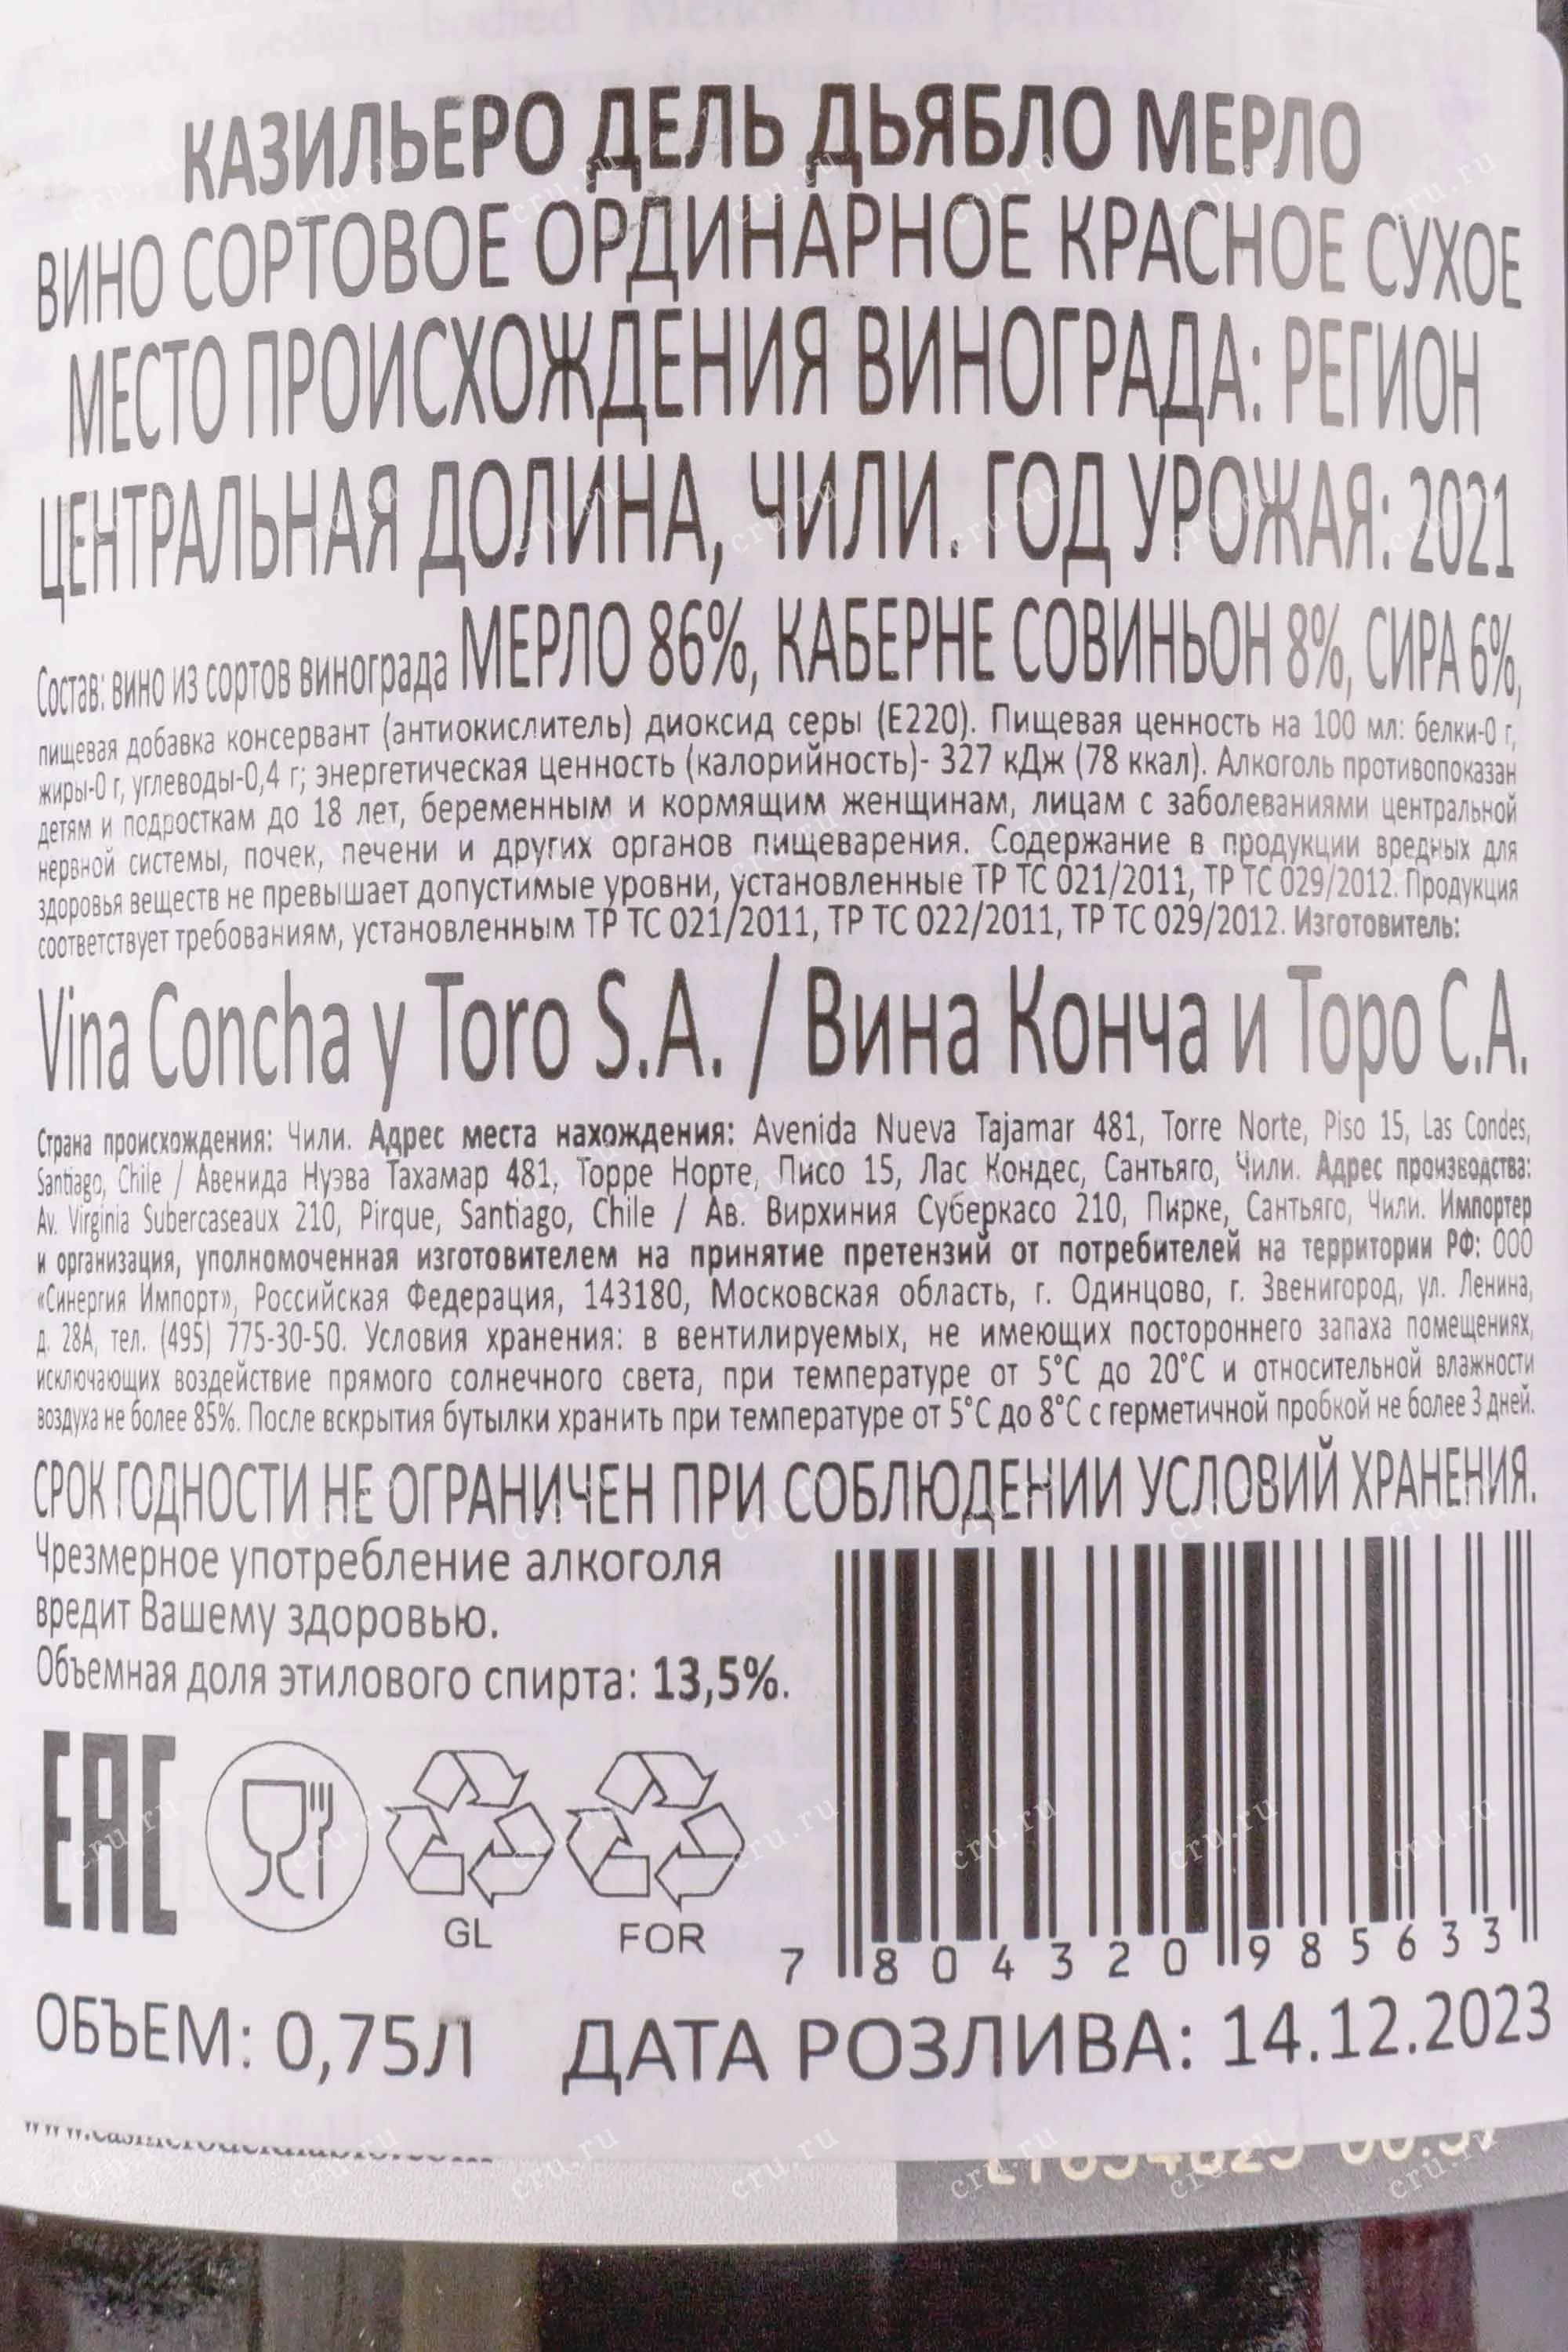 КАЗИЛЬЕРО ДЕЛЬ ДЬЯБЛО МЕРЛО
ВИНО СОРТОВОЕ ОРДИНАРНОЕ КРАСНОЕ СУХОЕ
МЕСТО ПРОИСХОЖДЕНИЯ ВИНОГРАДА: РЕГИОН
ЦЕНТРАЛЬНАЯ ДОЛИНА, ЧИЛИ. ГОД УРОЖАЯ: 2021
Состав: вино из сортов винограда МЕРЛО 86%, КАБЕРНЕ СОВИНЬОН 8%, СИРА 6%,
пищевая добавка консервант (антиокислитель) диоксид серы (Е220). Пищевая ценность на 100 мл: белки-0 г,
жиры-0 г, углеводы-0,4 г; энергетическая ценность (калорийность)- 327 кДж (78 ккал). Алкоголь противопоказан
детям и подросткам до 18 лет, беременным и кормящим женщинам, лицам с заболеваниями центральной
нервной системы, почек, печени и других органов пищеварения. Содержание в продукции вредных для
здоровья веществ не превышает допустимые уровни, установленные ТР ТС 021/2011, ТР ТС 029/2012. Продукция
соответствует требованиям, установленным ТР ТС 021/2011, ТР ТС 022/2011, ТР ТС 029/2012. Изготовитель:
Vina Concha y Toro S.A. / Вина Конча и Торо С.А.
Страна происхождения: Чили. Адрес места нахождения: Avenida Nueva Tajamar 481, Torre Norte, Piso 15, Las Condes,
Santiago, Chile / Авенида Нуэва Тахамар 481, Торре Норте, Писо 15, Лас Кондес, Сантьяго, Чили. Адрес производства:
Av. Virginia Subercaseaux 210, Pirque, Santiago, Chile / Ав. Вирхиния Суберкасо 210, Пирке, Сантьяго, Чили. Импортер
и организация, уполномоченная изготовителем на принятие претензий от потребителей на территории РФ: ООО
«Синергия Импорт», Российская Федерация, 143180, Московская область, г. Одинцово, г. Звенигород, ул. Ленина,
д. 28А, тел. (495) 775-30-50. Условия хранения: в вентилируемых, не имеющих постороннего запаха помещениях,
исключающих воздействие прямого солнечного света, при температуре от 5°С до 20°С и относительной влажности
воздуха не более 85%. После вскрытия бутылки хранить при температуре от 5°С до 8°С с герметичной пробкой не более 3 дней.
СРОК ГОДНОСТИ НЕ ОГРАНИЧЕН ПРИ СОБЛЮДЕНИИ УСЛОВИЙ ХРАНЕНИЯ.
Чрезмерное употребление алкоголя
вредит Вашему здоровью.
Объемная доля этилового спирта: 13,5%.
EAC
GL
FOR
7 804320 985633
ОБЪЕМ: 0,75Л ДАТА РОЗЛИВА: 14.12.2023
cru.ru